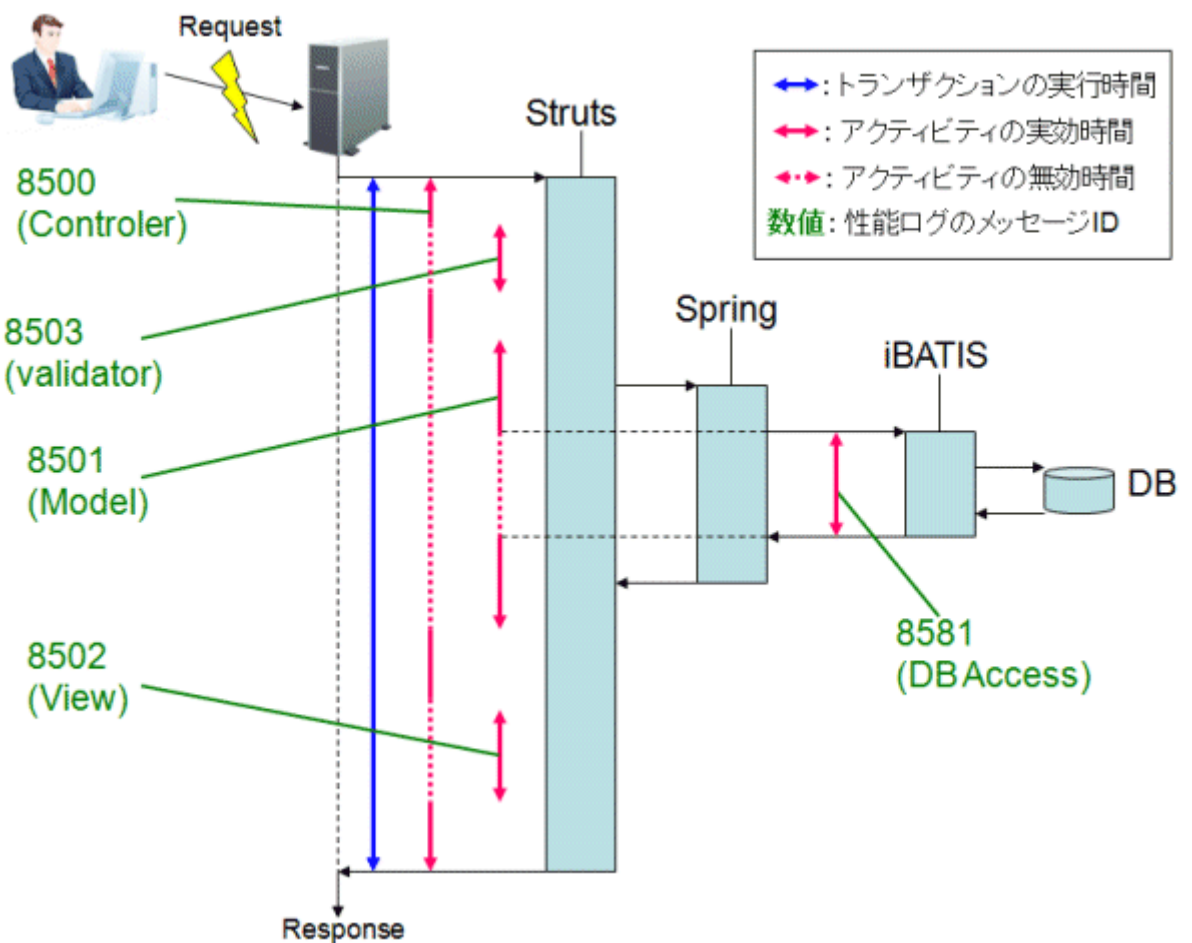 Request
Struts
↔: トランザクションの実行時間
↔: アクティビティの実効時間
↔: アクティビティの無効時間
数値: 性能ログのメッセージID
8500
(Controler)
8503
(validator)
Spring
iBATIS
8501
(Model)
DB
8502
(View)
8581
(DB Access)
Response